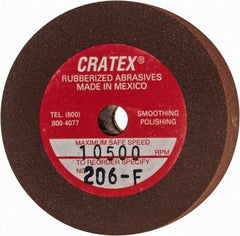 CRATEX®
RUBBERIZED ABRASIVES
MADE IN MEXICO
TEL. (800)
800-4077
SMOOTHING
POLISHING
MAXIMUM SAFE SPEED
10500 RPM
TO REORDER SPECIFY
NO. 206-F